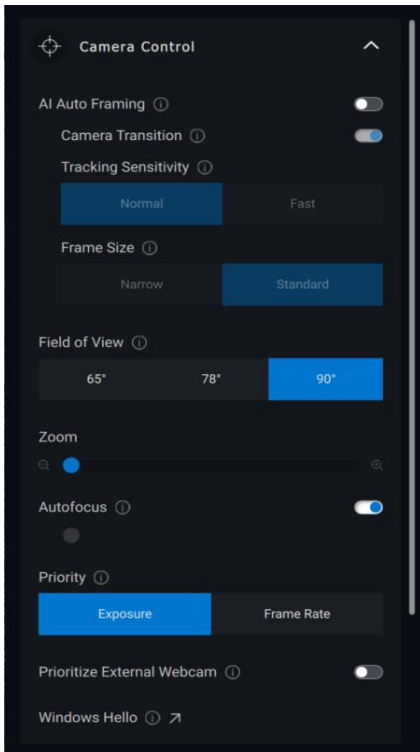 Camera Control
AI Auto Framing
Camera Transition
Tracking Sensitivity
Normal Fast
Frame Size
Narrow Standard
Field of View
65° 78° 90°
Zoom
Autofocus
Priority
Exposure Frame Rate
Prioritize External Webcam
Windows Hello